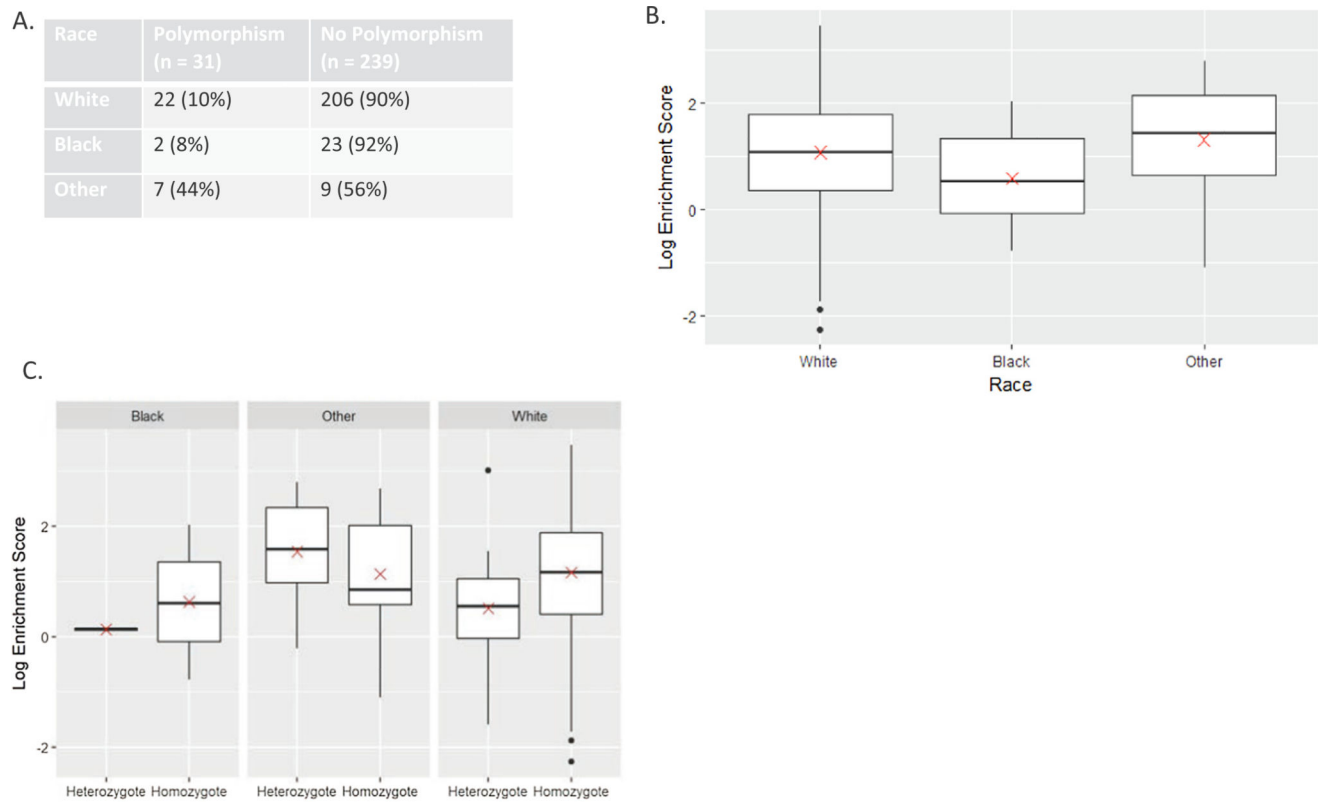 A.
Race Polymorphism No Polymorphism
(n = 31) (n = 239)
White 22 (10%) 206 (90%)
Black 2 (8%) 23 (92%)
Other 7 (44%) 9 (56%)
B.
Log Enrichment Score
2
0
-2
White Black Other
Race
C.
Black Other White
Log Enrichment Score
2
0
-2
Heterozygote Homozygote Heterozygote Homozygote Heterozygote Homozygote